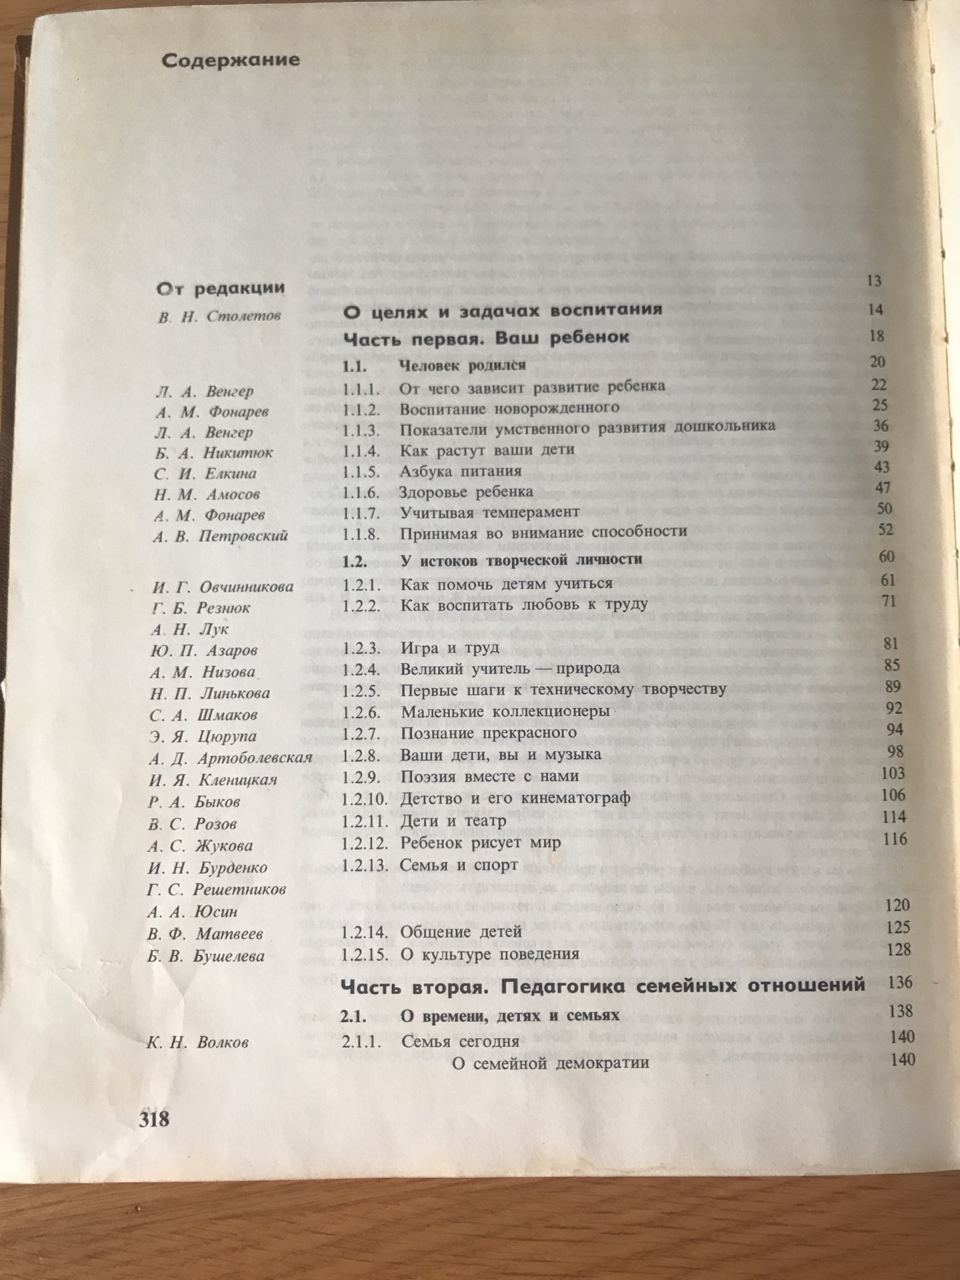 Содержание
От редакции 13
В. Н. Столетов О целях и задачах воспитания 14
Часть первая. Ваш ребенок 18
1.1. Человек родился 20
Л. А. Венгер 1.1.1. От чего зависит развитие ребенка 22
А. М. Фонарев 1.1.2. Воспитание новорожденного 25
Л. А. Венгер 1.1.3. Показатели умственного развития дошкольника 36
Б. А. Никитюк 1.1.4. Как растут ваши дети 39
С. И. Елкина 1.1.5. Азбука питания 43
Н. М. Амосов 1.1.6. Здоровье ребенка 47
А. М. Фонарев 1.1.7. Учитывая темперамент 50
А. В. Петровский 1.1.8. Принимая во внимание способности 52
1.2. У истоков творческой личности 60
И. Г. Овчинникова 1.2.1. Как помочь детям учиться 61
Г. Б. Резнюк 1.2.2. Как воспитать любовь к труду 71
А. Н. Лук
Ю. П. Азаров 1.2.3. Игра и труд 81
А. М. Низова 1.2.4. Великий учитель — природа 85
Н. П. Линькова 1.2.5. Первые шаги к техническому творчеству 89
С. А. Шмаков 1.2.6. Маленькие коллекционеры 92
Э. Я. Цюрупа 1.2.7. Познание прекрасного 94
А. Д. Артоболевская 1.2.8. Ваши дети, вы и музыка 98
И. Я. Кленицкая 1.2.9. Поэзия вместе с нами 103
Р. А. Быков 1.2.10. Детство и его кинематограф 106
В. С. Розов 1.2.11. Дети и театр 114
А. С. Жукова 1.2.12. Ребенок рисует мир 116
И. Н. Бурденко 1.2.13. Семья и спорт
Г. С. Решетников
А. А. Юсин 120
В. Ф. Матвеев 1.2.14. Общение детей 125
Б. В. Бушелева 1.2.15. О культуре поведения 128
Часть вторая. Педагогика семейных отношений 136
2.1. О времени, детях и семьях 138
К. Н. Волков 2.1.1. Семья сегодня 140
О семейной демократии 140
318